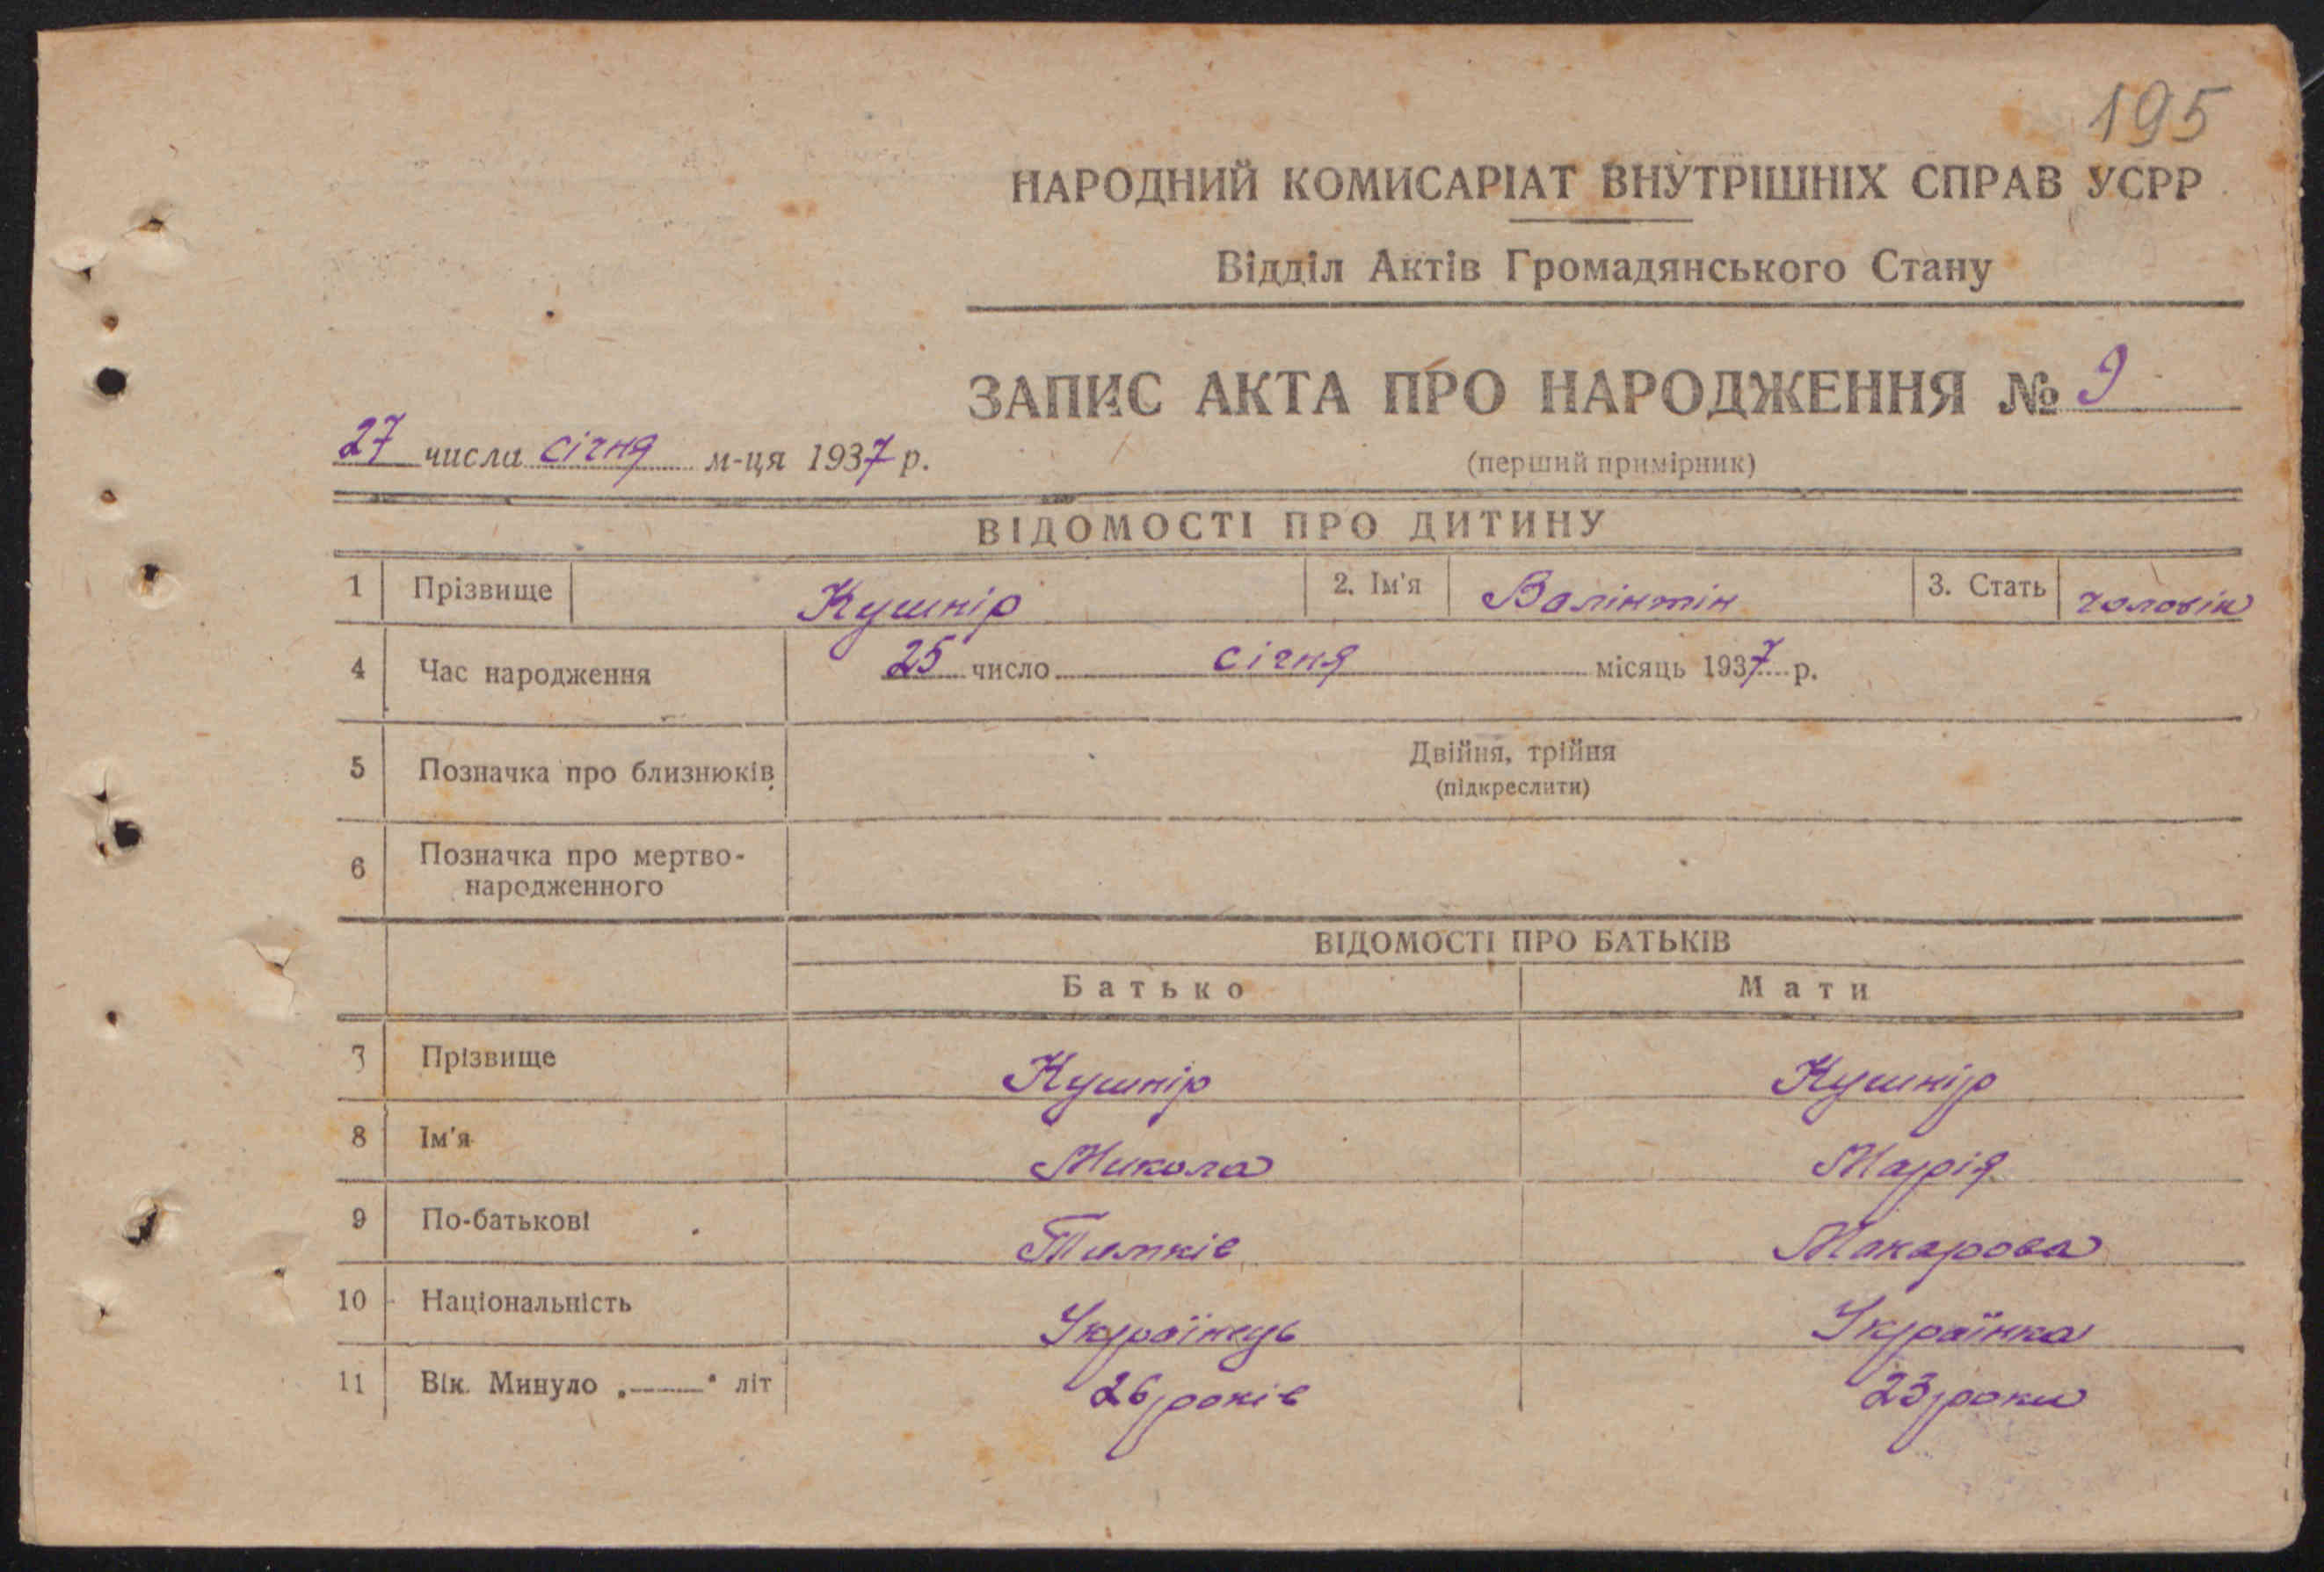 195
НАРОДНИЙ КОМИСАРІАТ ВНУТРІШНІХ СПРАВ УСРР
Відділ Актів Громадянського Стану
ЗАПИС АКТА ПРО НАРОДЖЕННЯ № 9
27 числа січня м-ця 1937 р.
(перший примірник)
ВІДОМОСТІ ПРО ДИТИНУ
1 Прізвище Кушнір 2. Ім'я Валінтін 3. Стать чоловік
4 Час народження 25 число січня місяць 1937 р.
5 Позначка про близнюків Двійня, трійня
(підкреслити)
6 Позначка про мертво-
народженного
ВІДОМОСТІ ПРО БАТЬКІВ
Батько Мати
7 Прізвище Кушнір Кушнір
8 Ім'я Микола Марія
9 По-батькові Тимків Макарова
10 Національність Українець Українка
11 Вік. Минуло „——" літ 26 років 23 роки